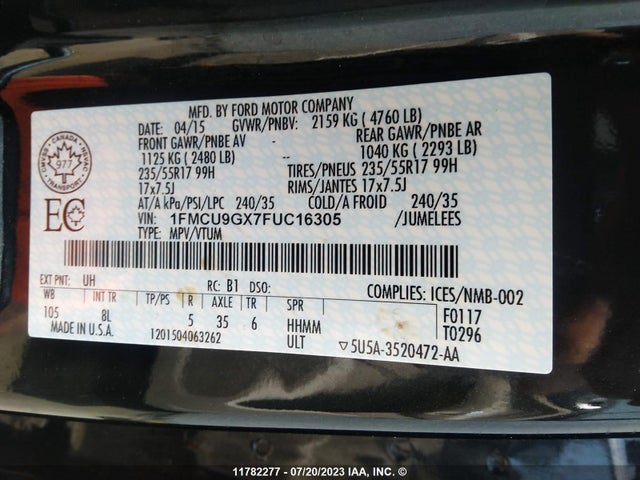 MFD. BY FORD MOTOR COMPANY
DATE: 04/15 GVWR/PNBV: 2159 KG ( 4760 LB)
FRONT GAWR/PNBE AV REAR GAWR/PNBE AR
1125 KG ( 2480 LB) -- 1040 KG ( 2293 LB)
235/55R17 99H TIRES/PNEUS 235/55R17 99H
17x7.5J RIMS/JANTES 17x7.5J
AT/A kPa/PSI/LPC 240/35 COLD/A FROID 240/35
VIN: 1FMCU9GX7FUC16305 /JUMELEES
TYPE: MPV/VTUM
CANADA
977
TRANSPORT
EC
EXT PNT: UH RC: B1 DSO: COMPLIES: ICES/NMB-002
WB INT TR TP/PS R AXLE TR SPR F0117
105 8L 5 35 6 HHMM T0296
MADE IN U.S.A. 1201504063262 ULT ▽5U5A-3520472-AA
11782277 - 07/20/2023 IAA, INC. ©